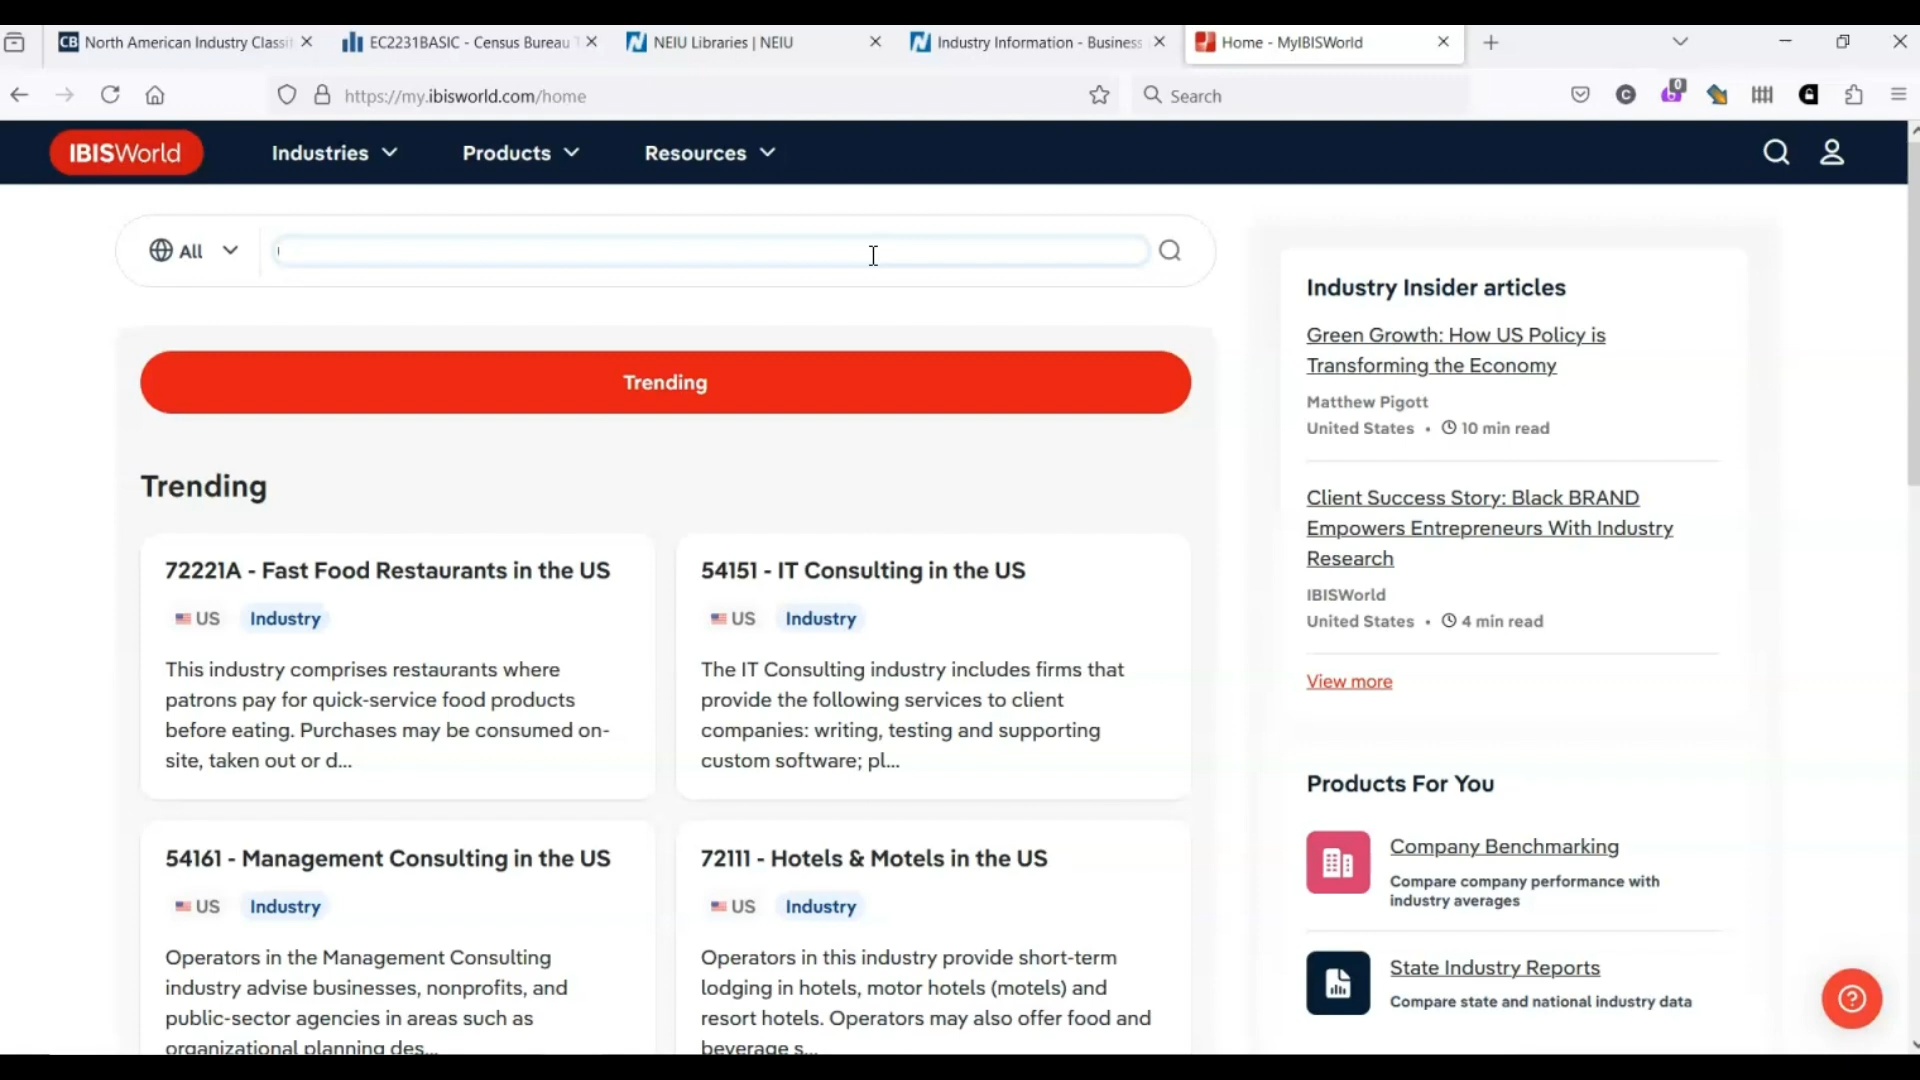 North American Industry Classif
EC2231BASIC - Census Bureau T
NEIU Libraries | NEIU
Industry Information - Business
Home - MyIBISWorld
https://my.ibisworld.com/home
Search
0
IBISWorld
Industries
Products
Resources
All
Trending
Trending
72221A - Fast Food Restaurants in the US
US Industry
This industry comprises restaurants where
patrons pay for quick-service food products
before eating. Purchases may be consumed on-
site, taken out or d...
54151 - IT Consulting in the US
US Industry
The IT Consulting industry includes firms that
provide the following services to client
companies: writing, testing and supporting
custom software; pl...
54161 - Management Consulting in the US
US Industry
Operators in the Management Consulting
industry advise businesses, nonprofits, and
public-sector agencies in areas such as
organizational planning des...
72111 - Hotels & Motels in the US
US Industry
Operators in this industry provide short-term
lodging in hotels, motor hotels (motels) and
resort hotels. Operators may also offer food and
beverage s...
Industry Insider articles
Green Growth: How US Policy is
Transforming the Economy
Matthew Pigott
United States • 10 min read
Client Success Story: Black BRAND
Empowers Entrepreneurs With Industry
Research
IBISWorld
United States • 4 min read
View more
Products For You
Company Benchmarking
Compare company performance with
industry averages
State Industry Reports
Compare state and national industry data